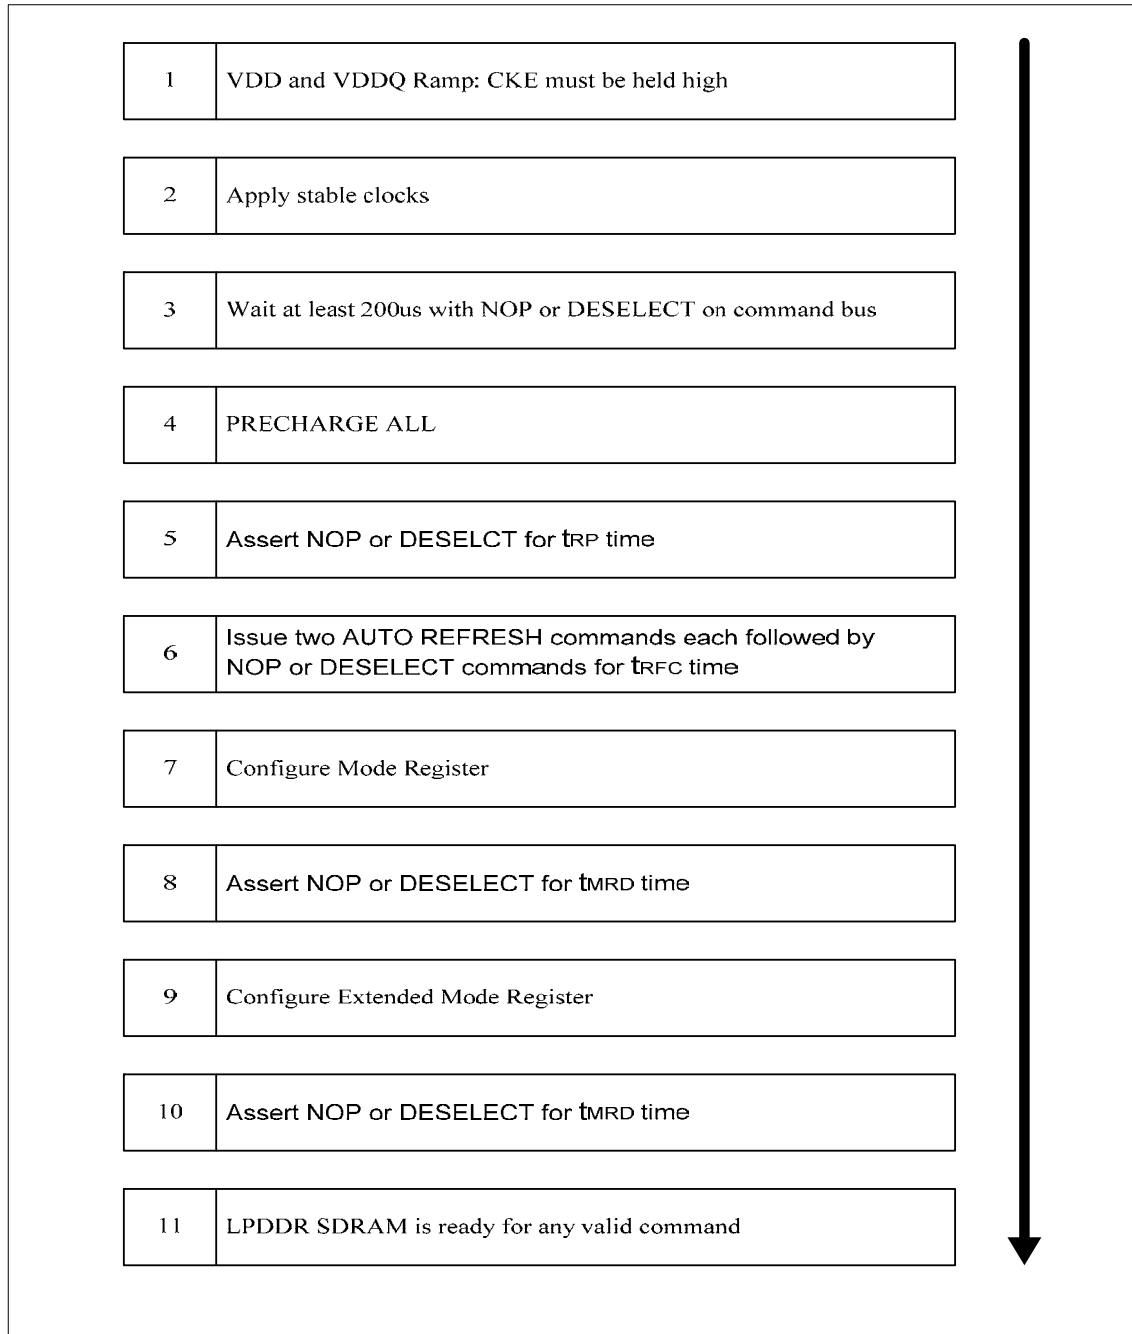 1 VDD and VDDQ Ramp: CKE must be held high
2 Apply stable clocks
3 Wait at least 200us with NOP or DESELECT on command bus
4 PRECHARGE ALL
5 Assert NOP or DESELCT for tRP time
6 Issue two AUTO REFRESH commands each followed by
NOP or DESELECT commands for tRFC time
7 Configure Mode Register
8 Assert NOP or DESELECT for tMRD time
9 Configure Extended Mode Register
10 Assert NOP or DESELECT for tMRD time
11 LPDDR SDRAM is ready for any valid command